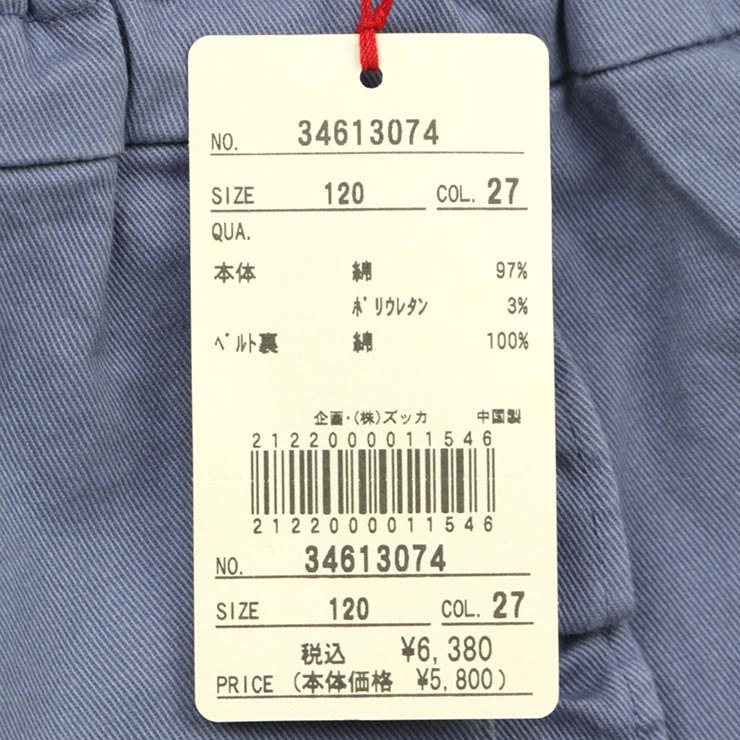 NO. 34613074
SIZE 120 COL. 27
QUA.
本体 綿 97%
ﾎﾟﾘｳﾚﾀﾝ 3%
ﾍﾞﾙﾄ裏 綿 100%
企画・(株)ズッカ 中国製
2122000011546
2122000011546
NO. 34613074
SIZE 120 COL. 27
税込 ¥6,380
PRICE (本体価格 ¥5,800)